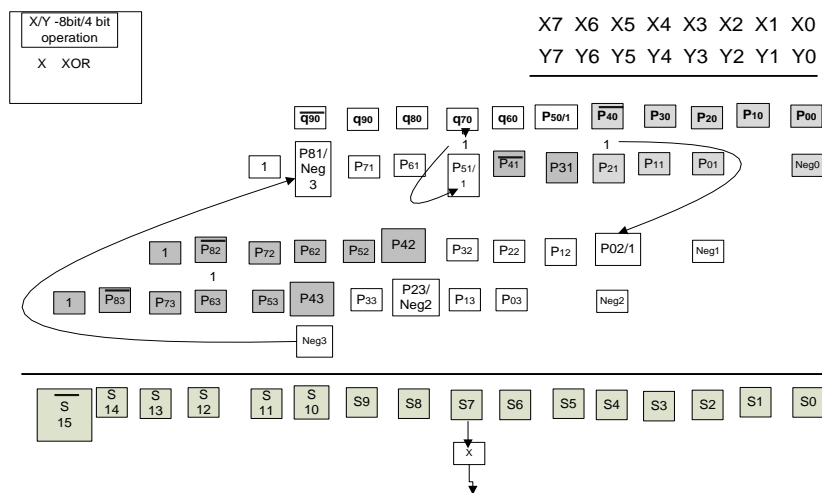 X/Y -8bit/4 bit
operation
X XOR
X7 X6 X5 X4 X3 X2 X1 X0
Y7 Y6 Y5 Y4 Y3 Y2 Y1 Y0
q90 q90 q80 q70 q60 P50/1 P40 P30 P20 P10 P00
1 1
1 P81/ Neg 3 P71 P61 P51/ 1 P41 P31 P21 P11 P01 Neg0
1 P82 P72 P62 P52 P42 P32 P22 P12 P02/1 Neg1
1
1 P83 P73 P63 P53 P43 P33 P23/ Neg2 P13 P03 Neg2
Neg3
S 15 S 14 S 13 S 12 S 11 S 10 S9 S8 S7 S6 S5 S4 S3 S2 S1 S0
X